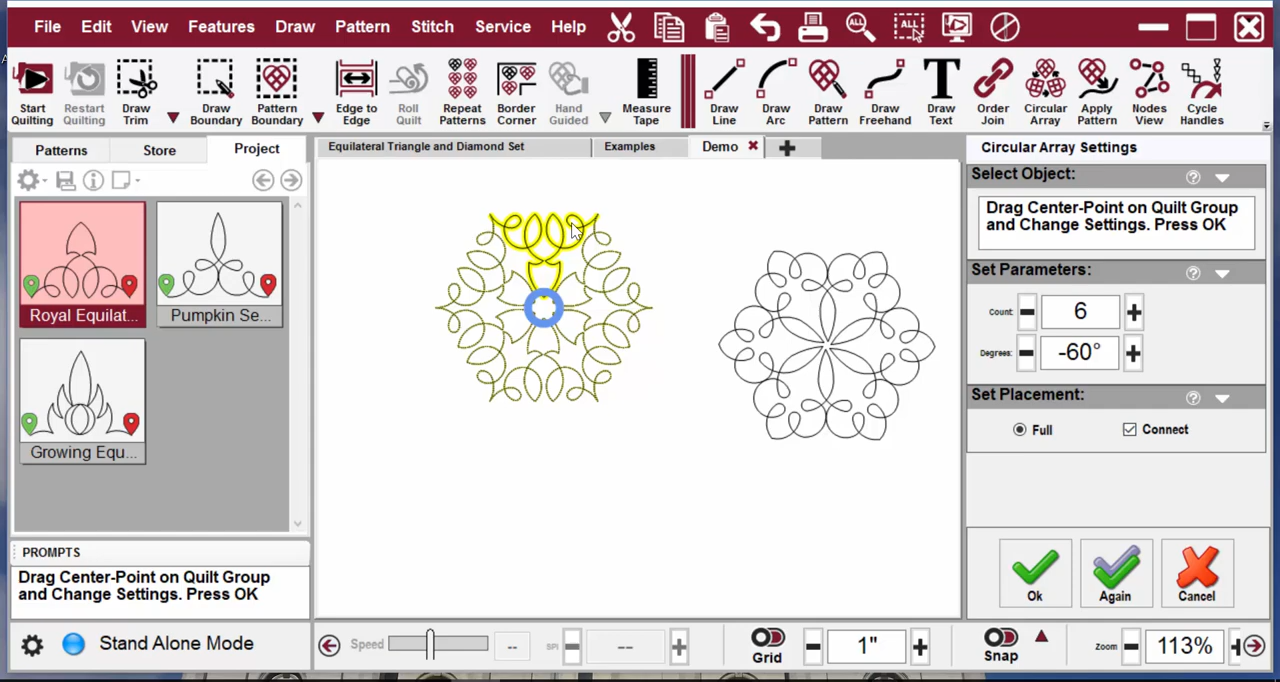 File Edit View Features Draw Pattern Stitch Service Help
ALL
ALL
Start Quilting
Restart Quilting
Draw Trim
Draw Boundary
Pattern Boundary
Edge to Edge
Roll Quilt
Repeat Patterns
Border Corner
Hand Guided
Measure Tape
Draw Line
Draw Arc
Draw Pattern
Draw Freehand
T
Draw Text
Order Join
Circular Array
Apply Pattern
Nodes View
Cycle Handles
Patterns Store Project
Equilateral Triangle and Diamond Set Examples Demo
Royal Equilat... Pumpkin Se...
Growing Equ...
PROMPTS
Drag Center-Point on Quilt Group
and Change Settings. Press OK
Stand Alone Mode
Circular Array Settings
Select Object:
Drag Center-Point on Quilt Group
and Change Settings. Press OK
Set Parameters:
Count: 6
Degrees: -60°
Set Placement:
Full Connect
Ok Again Cancel
Speed -- SPI -- Grid 1" Snap Zoom 113%